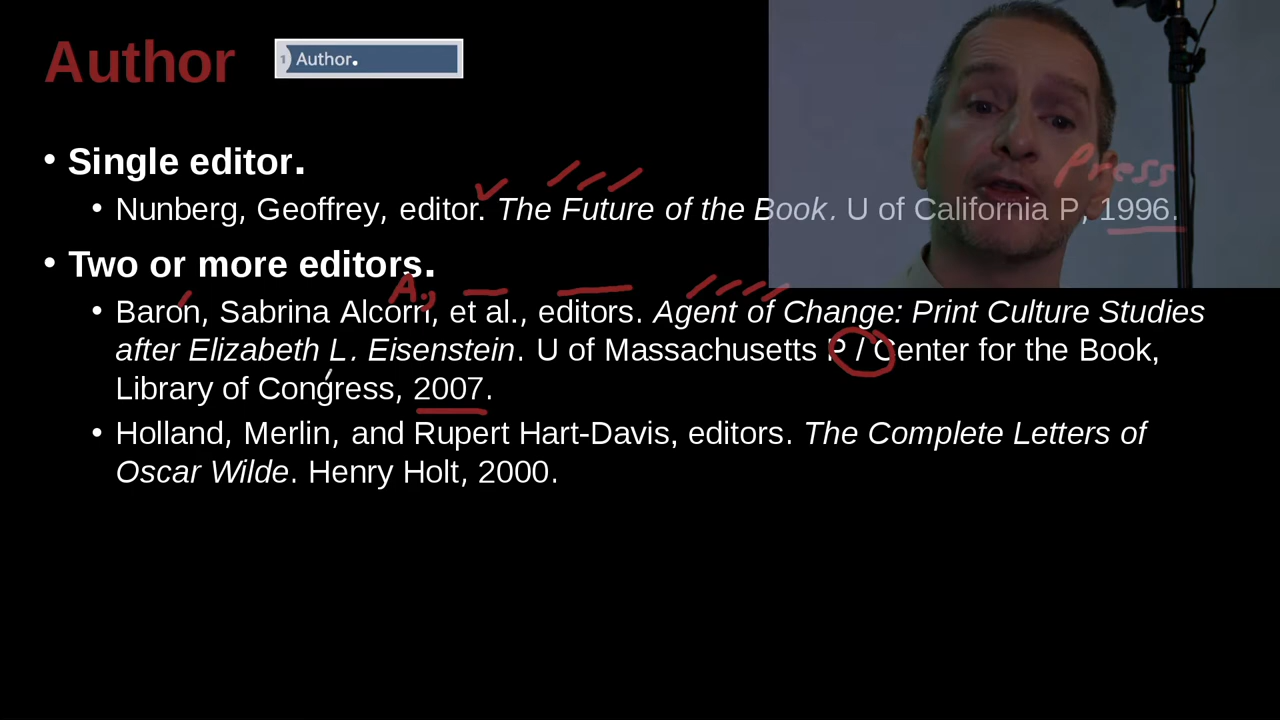 Author
1 Author.
• Single editor.
Press
• Nunberg, Geoffrey, editor. The Future of the Book. U of California P, 1996.
• Two or more editors.
A.,
• Baron, Sabrina Alcorn, et al., editors. Agent of Change: Print Culture Studies
after Elizabeth L. Eisenstein. U of Massachusetts P / Center for the Book,
Library of Congress, 2007.
• Holland, Merlin, and Rupert Hart-Davis, editors. The Complete Letters of
Oscar Wilde. Henry Holt, 2000.